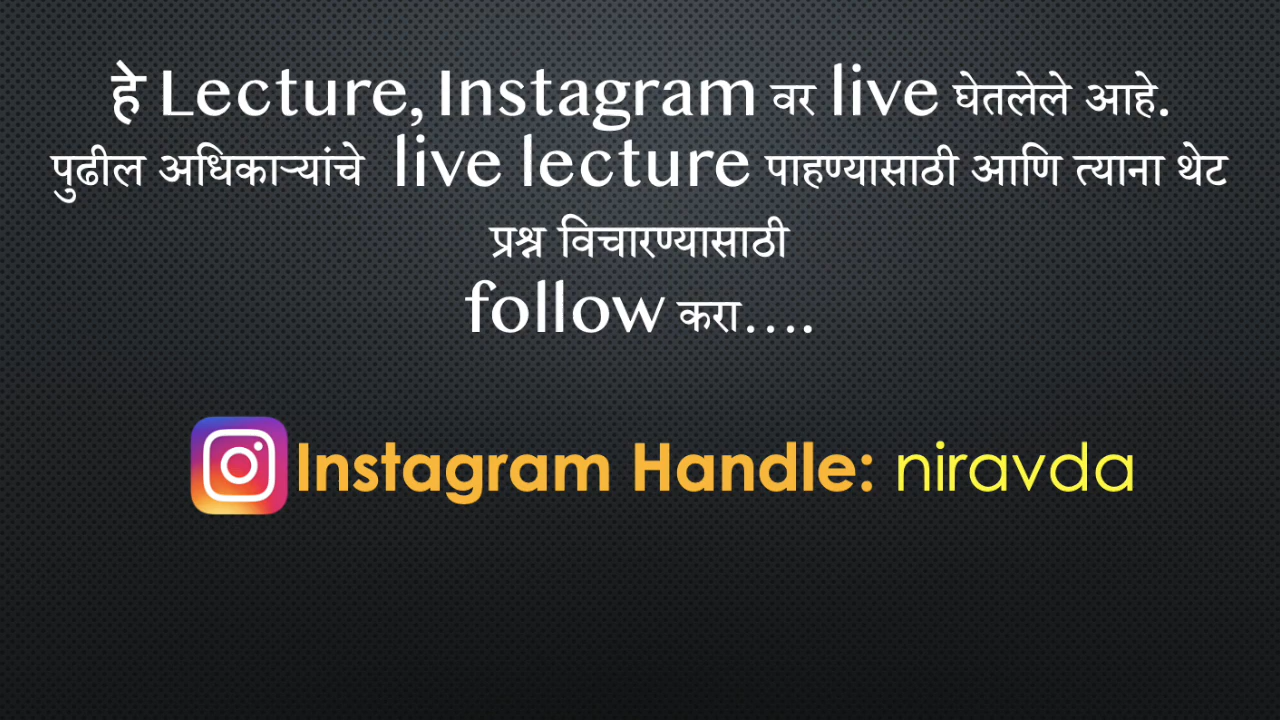 हे Lecture, Instagram वर live घेतलेले आहे.
पुढील अधिकाऱ्यांचे live lecture पाहण्यासाठी आणि त्याना थेट
प्रश्न विचारण्यासाठी
follow करा....
Instagram Handle: niravda